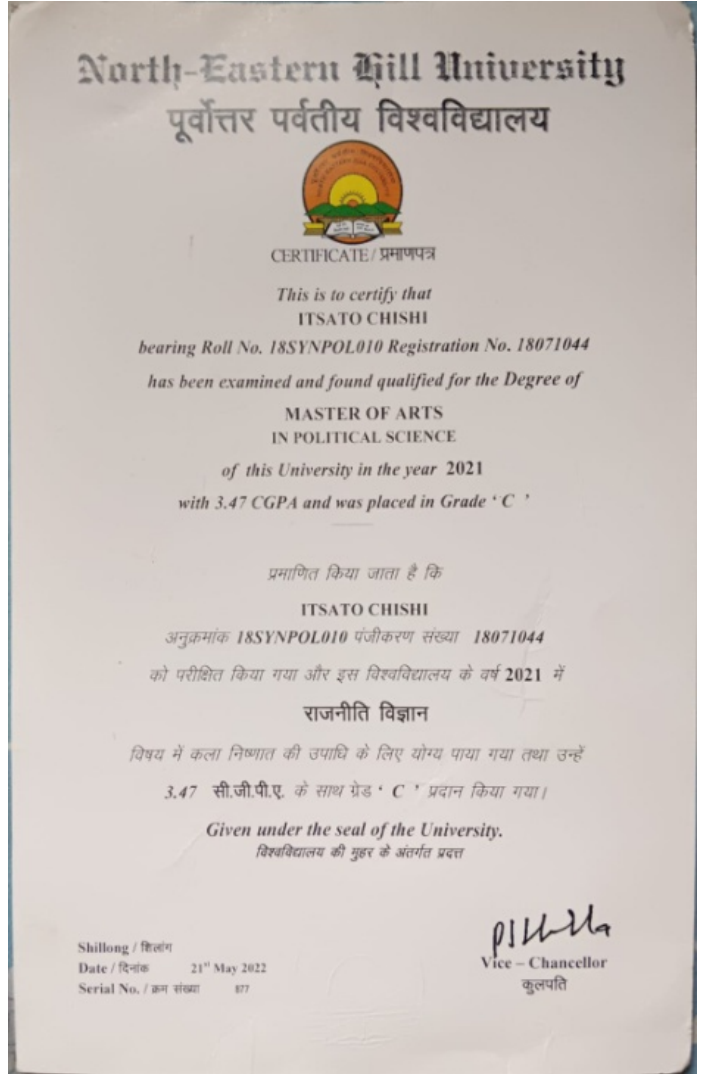 North-Eastern Hill University
पूर्वोत्तर पर्वतीय विश्वविद्यालय
CERTIFICATE / प्रमाणपत्र
This is to certify that
ITSATO CHISHI
bearing Roll No. 18SYNPOL010 Registration No. 18071044
has been examined and found qualified for the Degree of
MASTER OF ARTS
IN POLITICAL SCIENCE
of this University in the year 2021
with 3.47 CGPA and was placed in Grade ‘ C ’
प्रमाणित किया जाता है कि
ITSATO CHISHI
अनुक्रमांक 18SYNPOL010 पंजीकरण संख्या 18071044
को परीक्षित किया गया और इस विश्वविद्यालय के वर्ष 2021 में
राजनीति विज्ञान
विषय में कला निष्णात की उपाधि के लिए योग्य पाया गया तथा उन्हें
3.47 सी.जी.पी.ए. के साथ ग्रेड ‘ C ’ प्रदान किया गया।
Given under the seal of the University.
विश्वविद्यालय की मुहर के अंतर्गत प्रदत्त
Shillong / शिलांग
Date / दिनांक 21st May 2022
Serial No. / क्रम संख्या 877
Vice – Chancellor
कुलपति